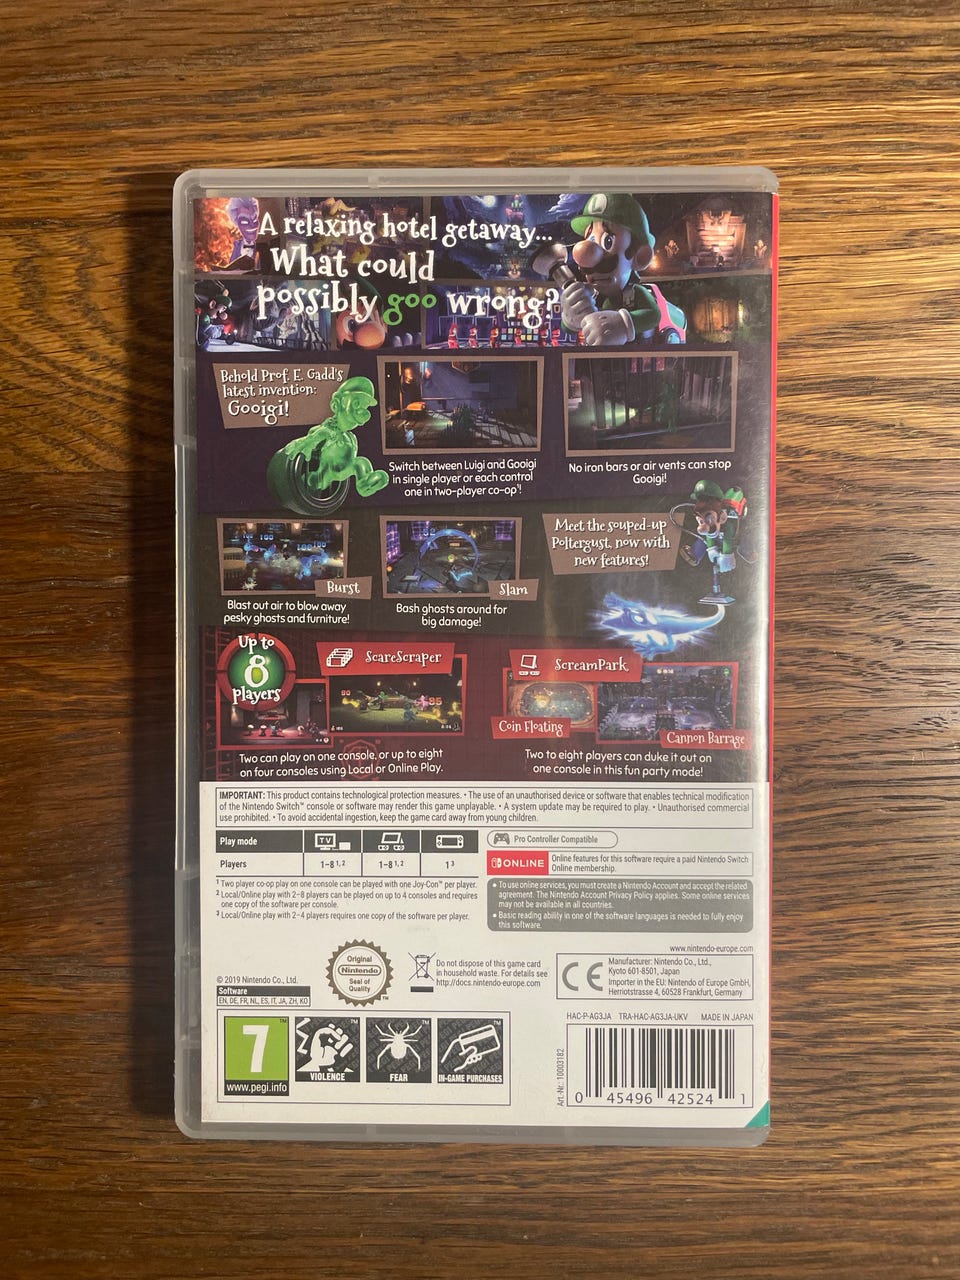 A relaxing hotel getaway...
What could
possibly goo wrong?
Behold Prof. E. Gadd's
latest invention:
Gooigi!
Switch between Luigi and Gooigi
in single player or each control
one in two-player co-op¹!
No iron bars or air vents can stop
Gooigi!
Meet the souped-up
Poltergust, now with
new features!
Burst
Blast out air to blow away
pesky ghosts and furniture!
Slam
Bash ghosts around for
big damage!
Up to
8
players
ScareScraper
Two can play on one console, or up to eight
on four consoles using Local or Online Play.
ScreamPark
Coin Floating
Cannon Barrage
Two to eight players can duke it out on
one console in this fun party mode!
IMPORTANT: This product contains technological protection measures. • The use of an unauthorised device or software that enables technical modification
of the Nintendo Switch™ console or software may render this game unplayable. • A system update may be required to play. • Unauthorised commercial
use prohibited. • To avoid accidental ingestion, keep the game card away from young children.
Play mode TV
Players 1-8 ¹,² 1-8 ¹,² 1 ³
¹ Two player co-op play on one console can be played with one Joy-Con™ per player.
² Local/Online play with 2-8 players can be played on up to 4 consoles and requires
one copy of the software per console.
³ Local/Online play with 2-4 players requires one copy of the software per player.
Pro Controller Compatible
ONLINE
Online features for this software require a paid Nintendo Switch
Online membership.
• To use online services, you must create a Nintendo Account and accept the related
agreement. The Nintendo Account Privacy Policy applies. Some online services
may not be available in all countries.
• Basic reading ability in one of the software languages is needed to fully enjoy
this software.
www.nintendo-europe.com
© 2019 Nintendo Co., Ltd.
Software
EN, DE, FR, NL, ES, IT, JA, ZH, KO
Original
Nintendo
Seal of
Quality
TM
Do not dispose of this game card
in household waste. For details see
http://docs.nintendo-europe.com
CE
Manufacturer: Nintendo Co., Ltd.,
Kyoto 601-8501, Japan
Importer in the EU: Nintendo of Europe GmbH,
Herriotstrasse 4, 60528 Frankfurt, Germany
HAC-P-AG3JA TRA-HAC-AG3JA-UKV MADE IN JAPAN
7
TM
www.pegi.info
VIOLENCE
TM
FEAR
TM
IN-GAME PURCHASES
TM
Art.-Nr.: 10003182
0 45496 42524 1